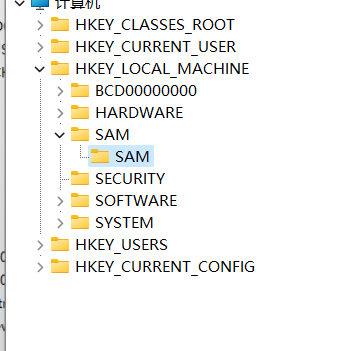 计算机
HKEY_CLASSES_ROOT
HKEY_CURRENT_USER
HKEY_LOCAL_MACHINE
BCD00000000
HARDWARE
SAM
SAM
SECURITY
SOFTWARE
SYSTEM
HKEY_USERS
HKEY_CURRENT_CONFIG